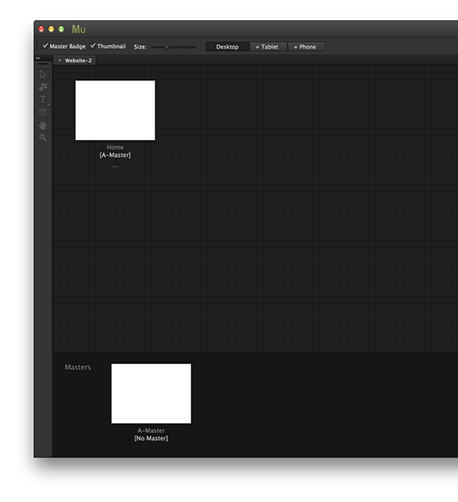 Mu
Master Badge Thumbnail Size: Desktop + Tablet + Phone
× Website-2
T
Home
[A-Master]
Masters
A-Master
[No Master]